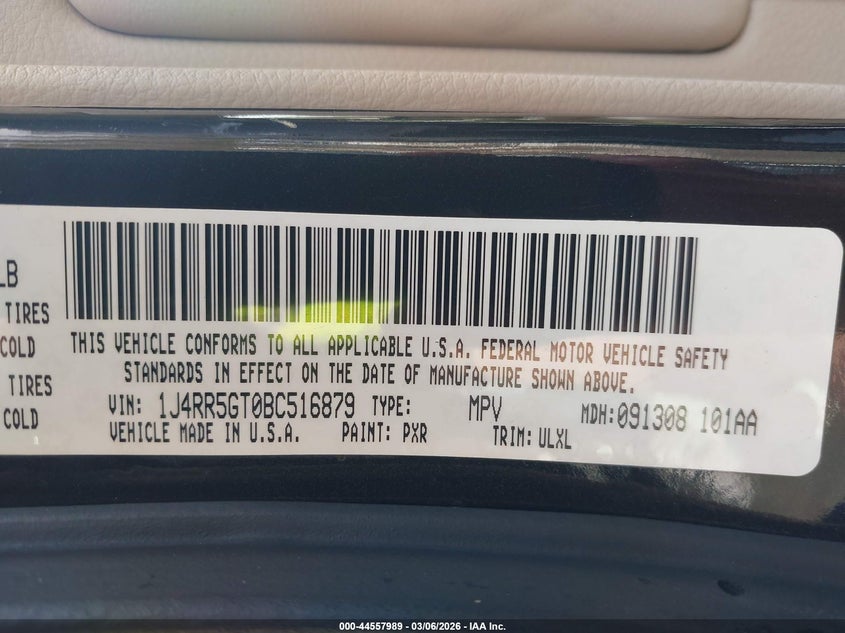 LB
TIRES
COLD
TIRES
COLD
THIS VEHICLE CONFORMS TO ALL APPLICABLE U.S.A. FEDERAL MOTOR VEHICLE SAFETY
STANDARDS IN EFFECT ON THE DATE OF MANUFACTURE SHOWN ABOVE.
VIN: 1J4RR5GT0BC516879 TYPE: MPV MDH:091308 101AA
VEHICLE MADE IN U.S.A. PAINT: PXR TRIM: ULXL
000-44557989 - 03/06/2026 - IAA Inc.